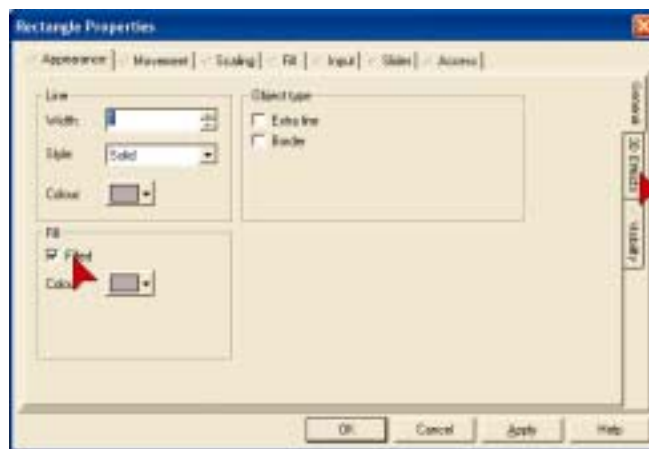 Rectangle Properties
Appearance Movement Scaling Fill Input Slider Access
Line
Width:
Style: Solid
Colour:
Object type
Extra line
Border
Fill
Filled
Colour
General
3D Effects
Visibility
OK Cancel Apply Help